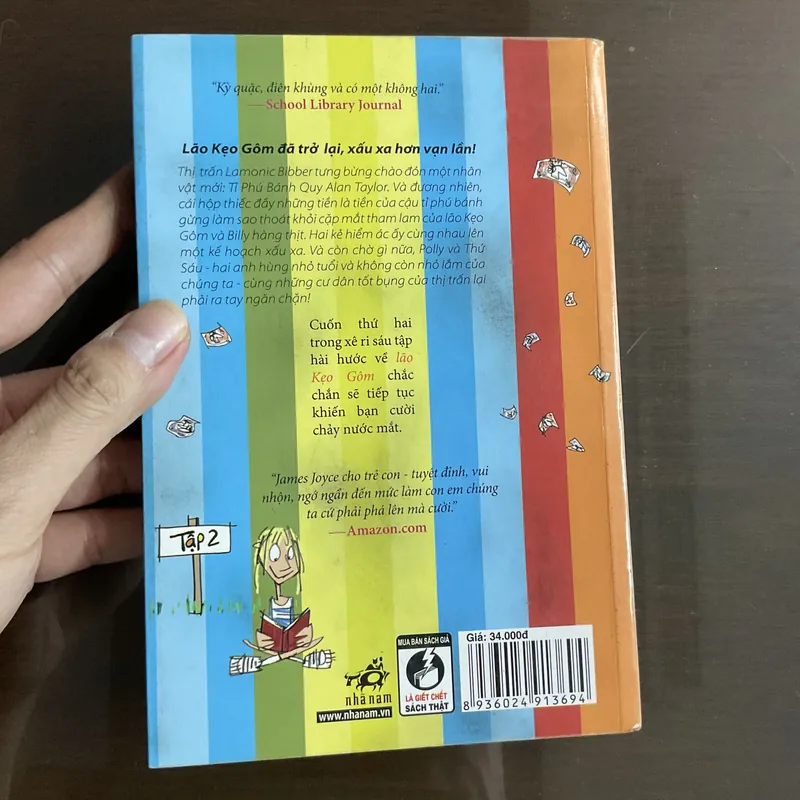 “Kỳ quặc, điên khùng và có một không hai.”
—School Library Journal
Lão Kẹo Gôm đã trở lại, xấu xa hơn vạn lần!
Thị trấn Lamonic Bibber tưng bừng chào đón một nhân
vật mới: Tỉ Phú Bánh Quy Alan Taylor. Và đương nhiên,
cái hộp thiếc đầy những tiền là tiền của cậu tỉ phú bánh
gừng làm sao thoát khỏi cặp mắt tham lam của lão Kẹo
Gôm và Billy hàng thịt. Hai kẻ hiểm ác ấy cùng nhau lên
một kế hoạch xấu xa. Và còn chờ gì nữa, Polly và Thứ
Sáu - hai anh hùng nhỏ tuổi và không còn nhỏ lắm của
chúng ta - cùng những cư dân tốt bụng của thị trấn lại
phải ra tay ngăn chặn!
Cuốn thứ hai
trong xê ri sáu tập
hài hước về lão
Kẹo Gôm chắc
chắn sẽ tiếp tục
khiến bạn cười
chảy nước mắt.
“James Joyce cho trẻ con - tuyệt đỉnh, vui
nhộn, ngớ ngẩn đến mức làm con em chúng
ta cứ phải phá lên mà cười.”
—Amazon.com
Tập 2
nhã nam
www.nhanam.vn
MUA BÁN SÁCH GIẢ
LÀ GIẾT CHẾT
SÁCH THẬT
Giá: 34.000đ
8 936024 913694